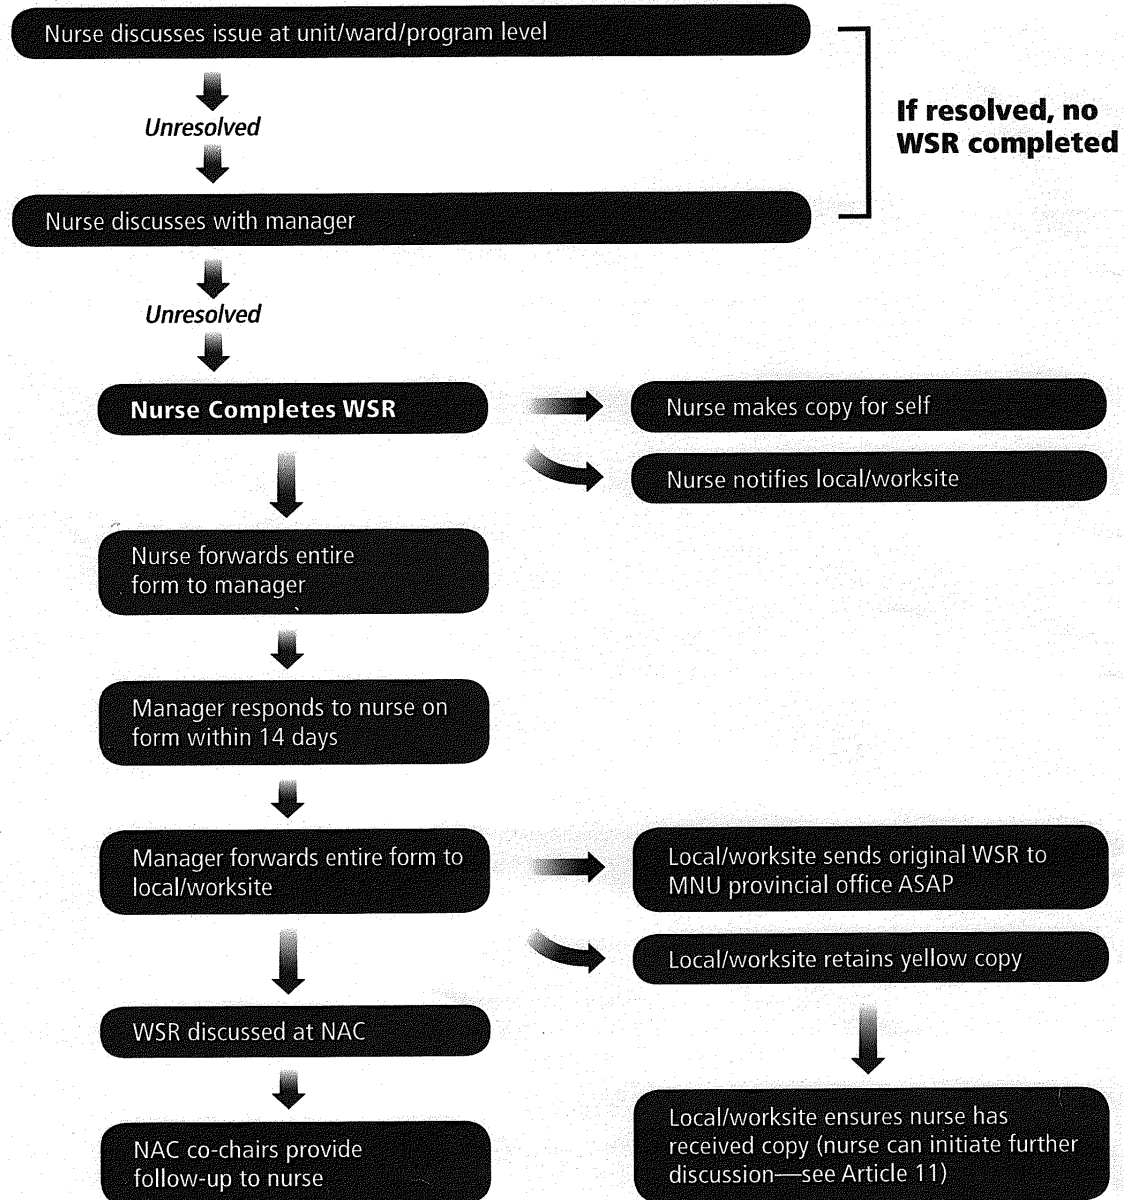 Nurse discusses issue at unit/ward/program level
Unresolved
If resolved, no
WSR completed
Nurse discusses with manager
Unresolved
Nurse Completes WSR
Nurse makes copy for self
Nurse notifies local/worksite
Nurse forwards entire
form to manager
Manager responds to nurse on
form within 14 days
Manager forwards entire form to
local/worksite
Local/worksite sends original WSR to
MNU provincial office ASAP
Local/worksite retains yellow copy
WSR discussed at NAC
NAC co-chairs provide
follow-up to nurse
Local/worksite ensures nurse has
received copy (nurse can initiate further
discussion—see Article 11)